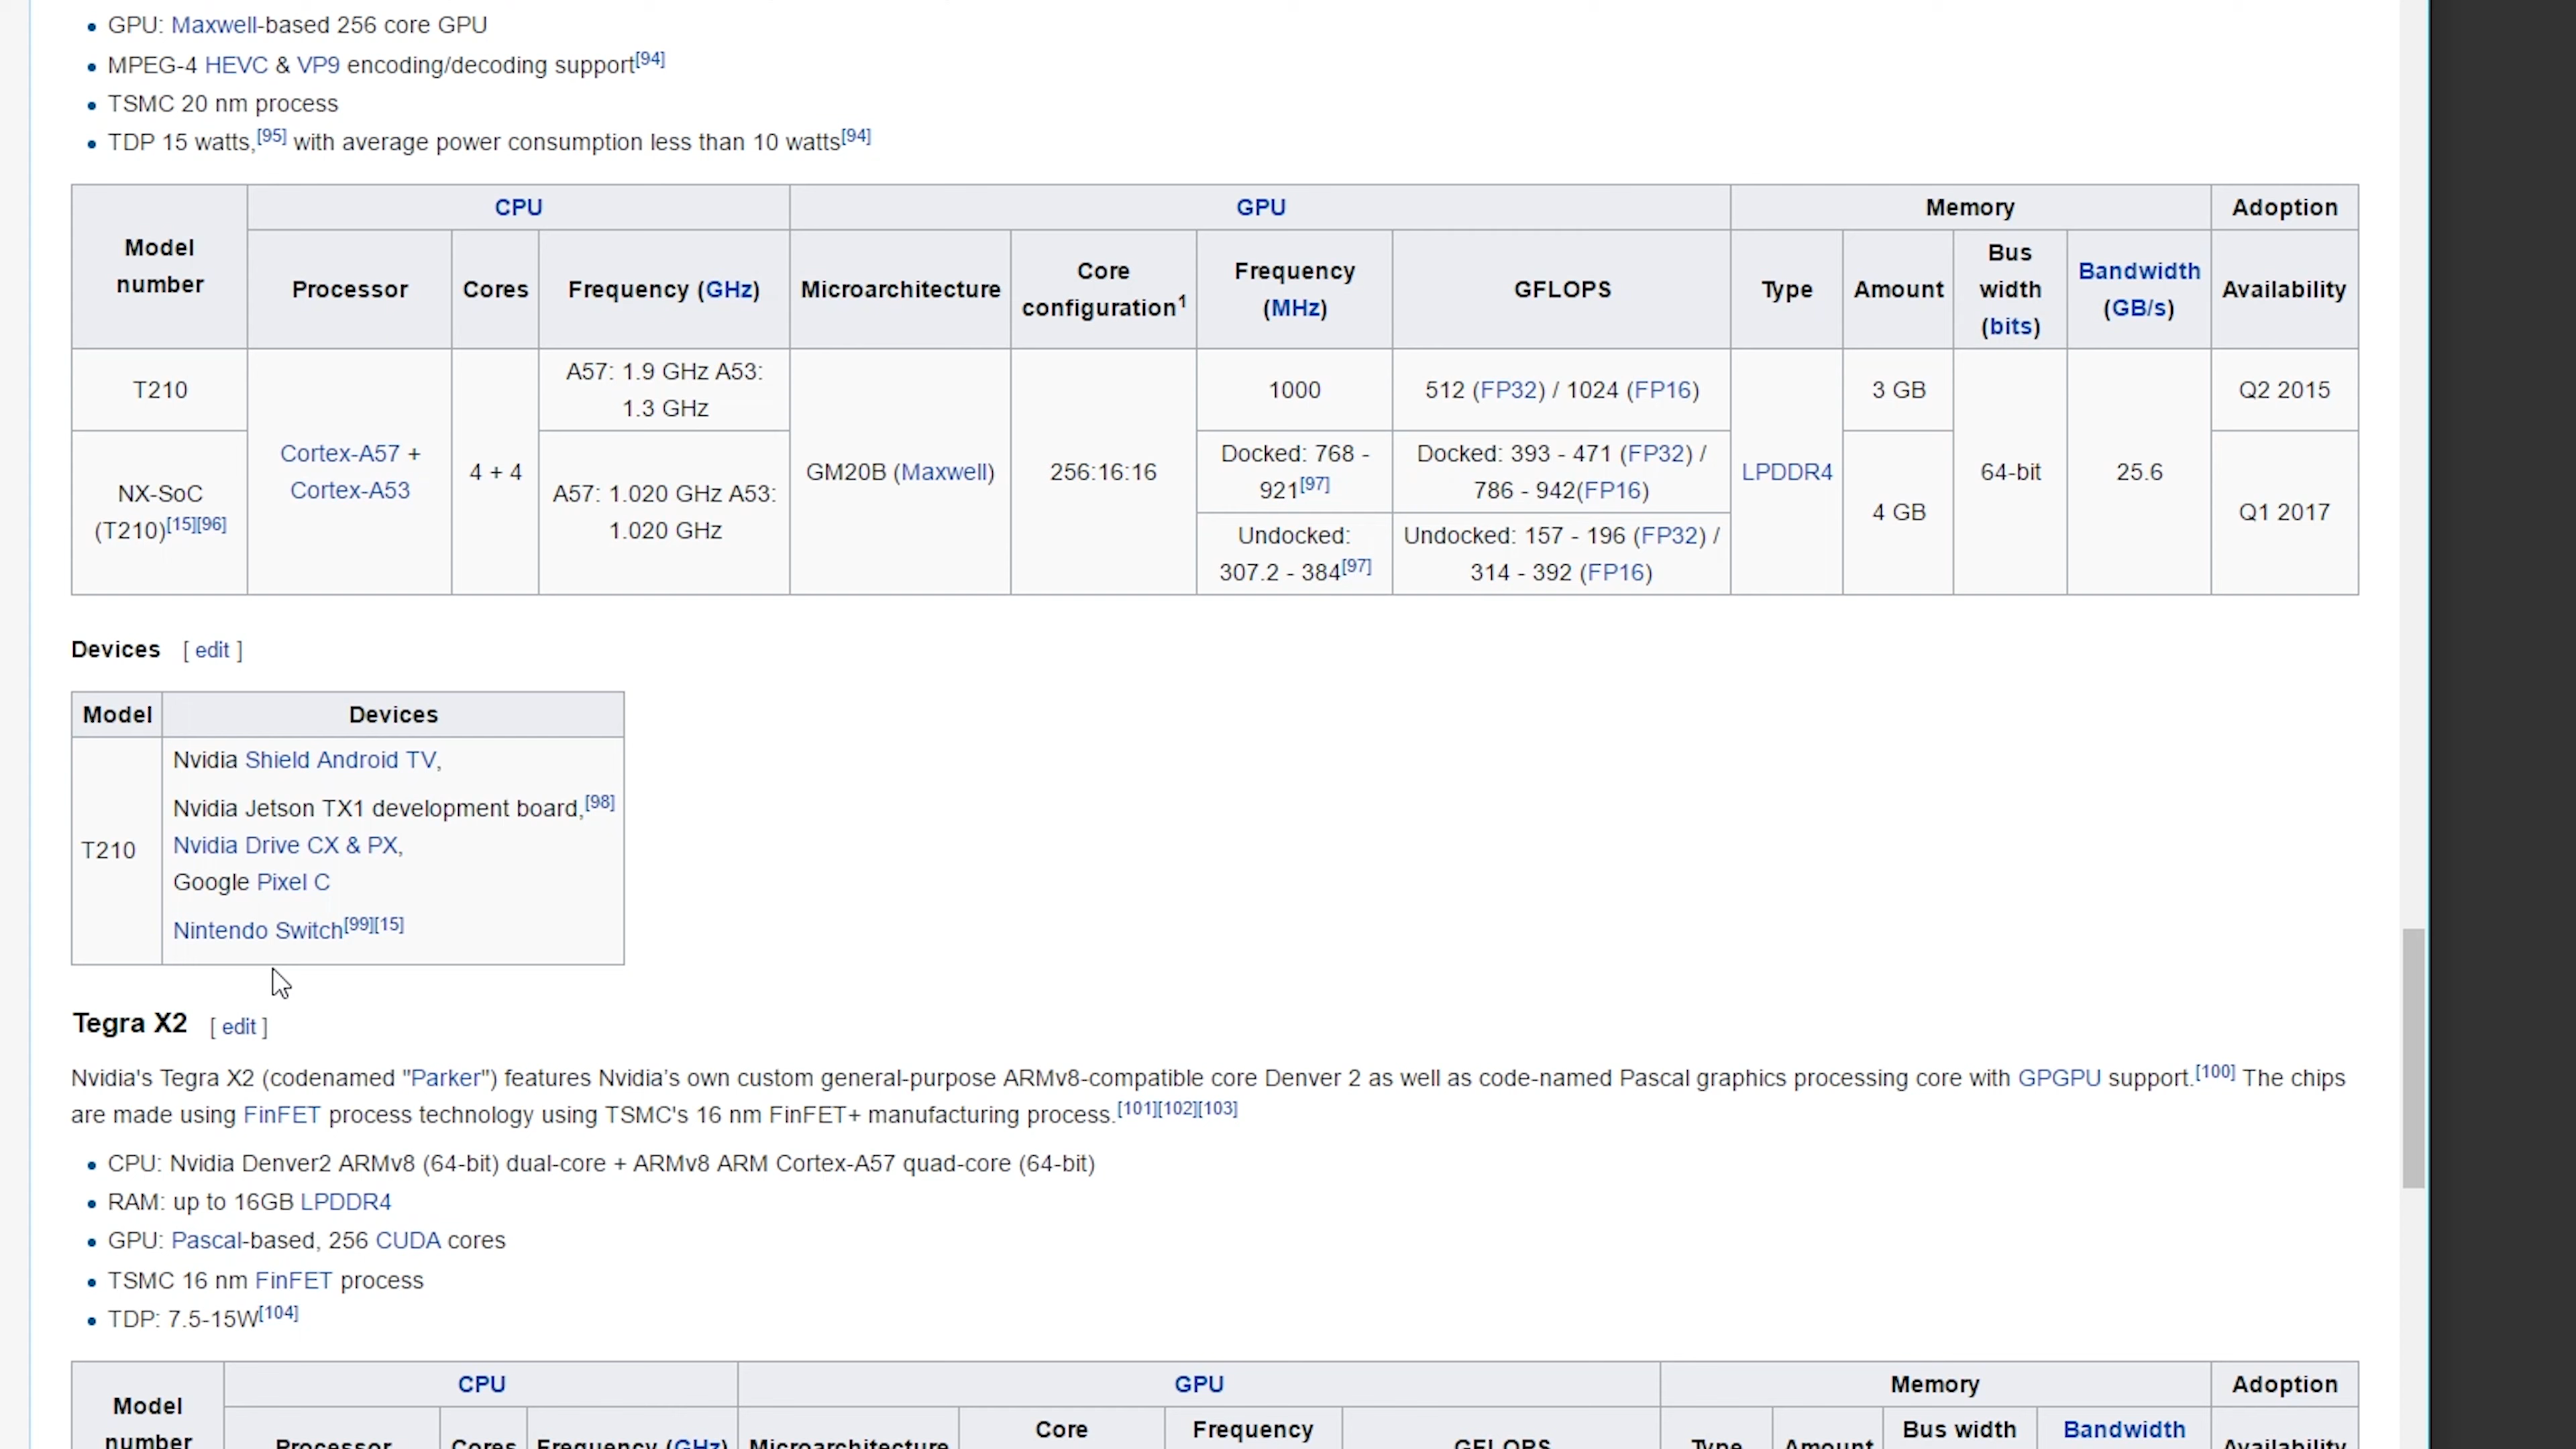 GPU: Maxwell-based 256 core GPU
MPEG-4 HEVC & VP9 encoding/decoding support[94]
TSMC 20 nm process
TDP 15 watts,[95] with average power consumption less than 10 watts[94]
CPU GPU Memory Adoption
Model number
Processor Cores Frequency (GHz) Microarchitecture Core configuration1 Frequency (MHz) GFLOPS Type Amount Bus width (bits) Bandwidth (GB/s) Availability
T210
Cortex-A57 + Cortex-A53
4 + 4
A57: 1.9 GHz A53: 1.3 GHz
GM20B (Maxwell)
256:16:16
1000
512 (FP32) / 1024 (FP16)
LPDDR4
3 GB
64-bit
25.6
Q2 2015
NX-SoC (T210)[15][96]
A57: 1.020 GHz A53: 1.020 GHz
Docked: 768 - 921[97]
Docked: 393 - 471 (FP32) / 786 - 942(FP16)
4 GB
Q1 2017
Undocked: 307.2 - 384[97]
Undocked: 157 - 196 (FP32) / 314 - 392 (FP16)
Devices [ edit ]
Model Devices
T210
Nvidia Shield Android TV,
Nvidia Jetson TX1 development board,[98]
Nvidia Drive CX & PX,
Google Pixel C
Nintendo Switch[99][15]
Tegra X2 [ edit ]
Nvidia's Tegra X2 (codenamed "Parker") features Nvidia’s own custom general-purpose ARMv8-compatible core Denver 2 as well as code-named Pascal graphics processing core with GPGPU support.[100] The chips
are made using FinFET process technology using TSMC's 16 nm FinFET+ manufacturing process.[101][102][103]
CPU: Nvidia Denver2 ARMv8 (64-bit) dual-core + ARMv8 ARM Cortex-A57 quad-core (64-bit)
RAM: up to 16GB LPDDR4
GPU: Pascal-based, 256 CUDA cores
TSMC 16 nm FinFET process
TDP: 7.5-15W[104]
CPU GPU Memory Adoption
Model number
Processor Cores Frequency (GHz) Microarchitecture Core Frequency GFLOPS Type Amount Bus width Bandwidth Availability